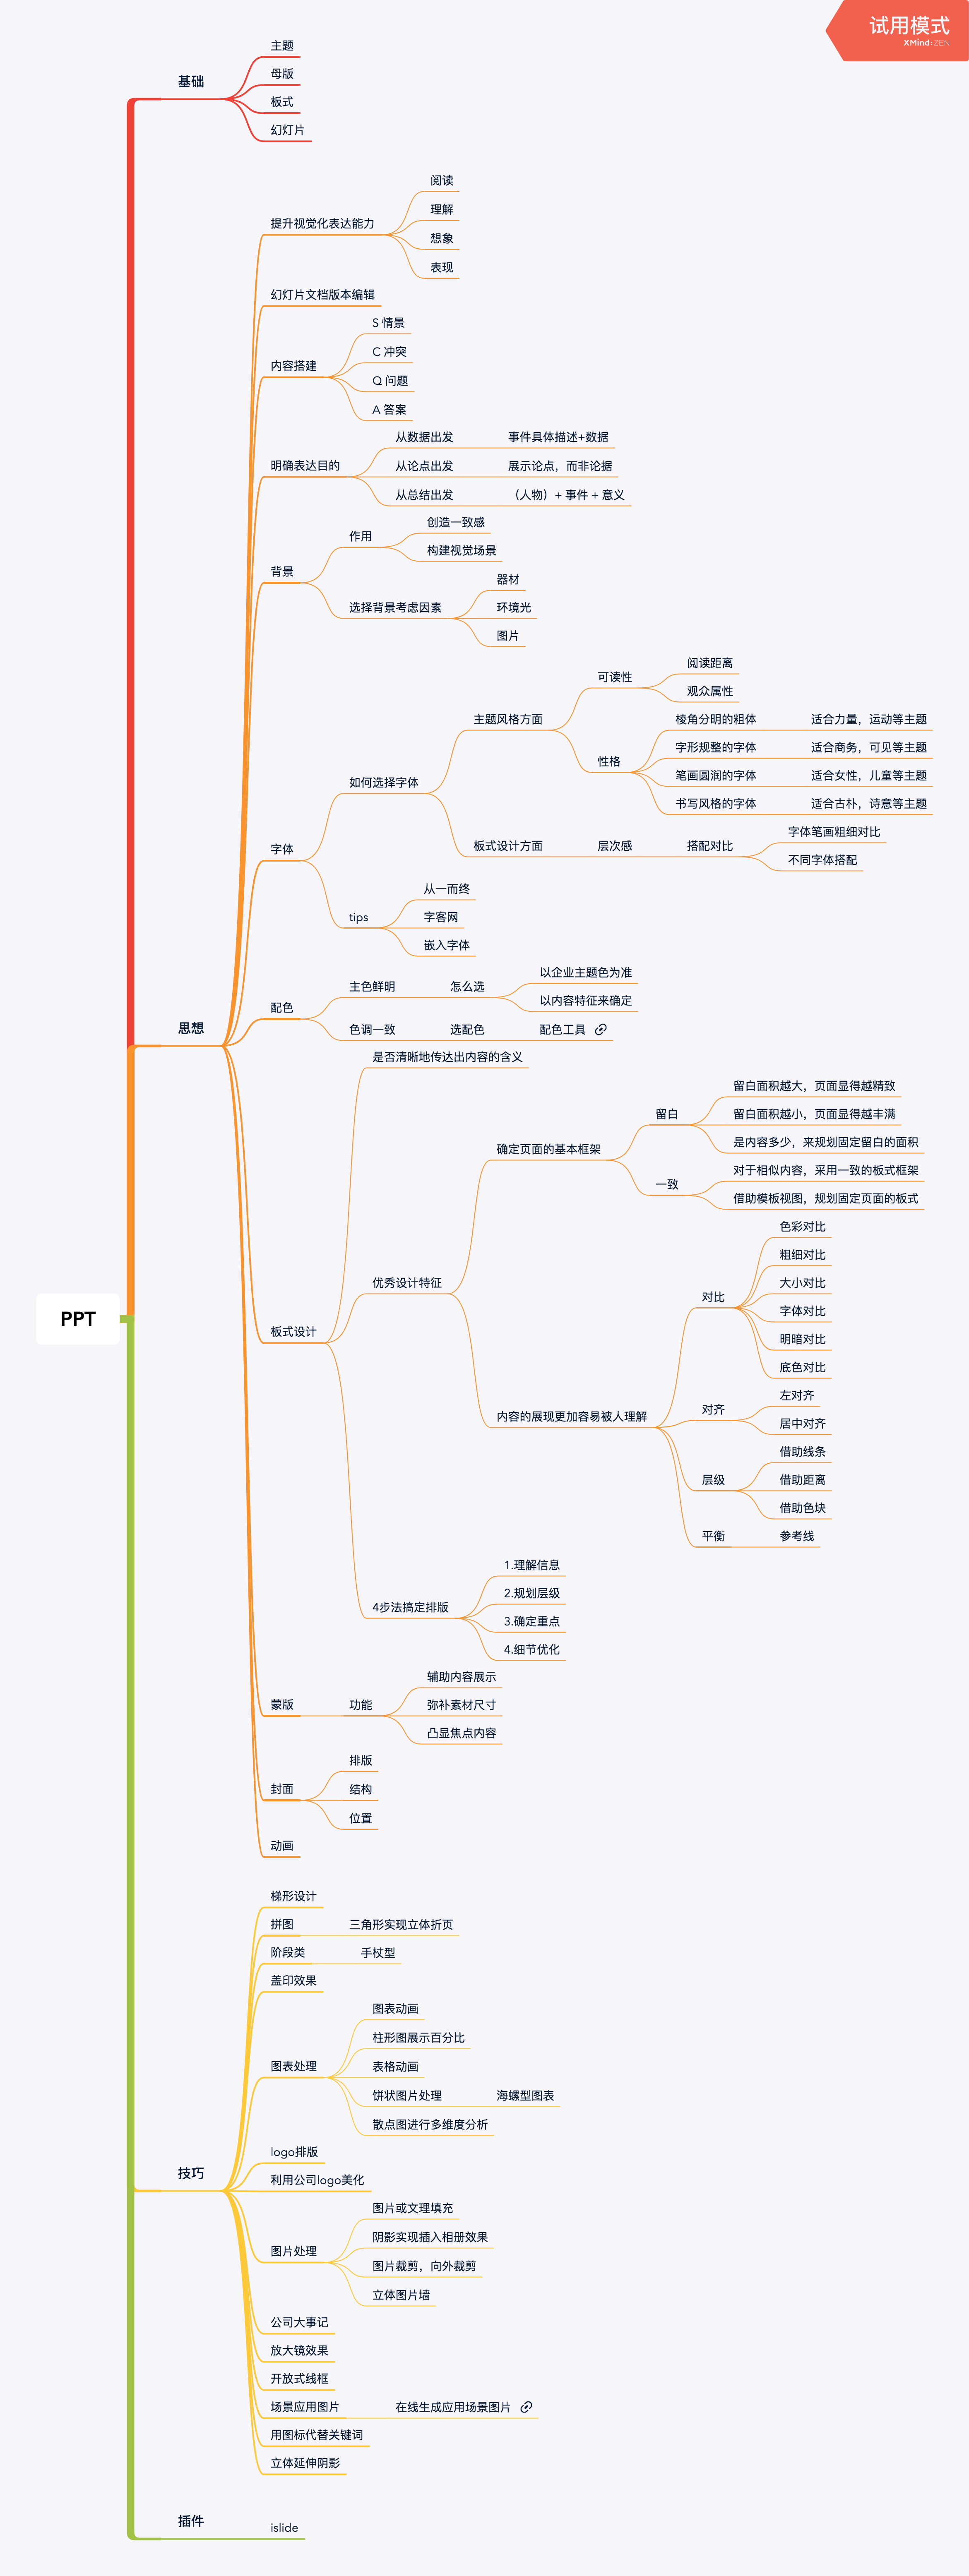 试用模式
XMind:ZEN
PPT
基础
主题
母版
板式
幻灯片
思想
提升视觉化表达能力
阅读
理解
想象
表现
幻灯片文档版本编辑
内容搭建
S 情景
C 冲突
Q 问题
A 答案
明确表达目的
从数据出发
事件具体描述+数据
从论点出发
展示论点，而非论据
从总结出发
（人物）+ 事件 + 意义
背景
作用
创造一致感
构建视觉场景
选择背景考虑因素
器材
环境光
图片
字体
如何选择字体
主题风格方面
可读性
阅读距离
观众属性
性格
棱角分明的粗体
适合力量，运动等主题
字形规整的字体
适合商务，可见等主题
笔画圆润的字体
适合女性，儿童等主题
书写风格的字体
适合古朴，诗意等主题
板式设计方面
层次感
搭配对比
字体笔画粗细对比
不同字体搭配
tips
从一而终
字客网
嵌入字体
配色
主色鲜明
怎么选
以企业主题色为准
以内容特征来确定
色调一致
选配色
配色工具
板式设计
是否清晰地传达出内容的含义
优秀设计特征
确定页面的基本框架
留白
留白面积越大，页面显得越精致
留白面积越小，页面显得越丰满
是内容多少，来规划固定留白的面积
一致
对于相似内容，采用一致的板式框架
借助模板视图，规划固定页面的板式
内容的展现更加容易被人理解
对比
色彩对比
粗细对比
大小对比
字体对比
明暗对比
底色对比
对齐
左对齐
居中对齐
层级
借助线条
借助距离
借助色块
平衡
参考线
4步法搞定排版
1.理解信息
2.规划层级
3.确定重点
4.细节优化
蒙版
功能
辅助内容展示
弥补素材尺寸
凸显焦点内容
封面
排版
结构
位置
动画
技巧
梯形设计
拼图
三角形实现立体折页
阶段类
手杖型
盖印效果
图表处理
图表动画
柱形图展示百分比
表格动画
饼状图片处理
海螺型图表
散点图进行多维度分析
logo排版
利用公司logo美化
图片处理
图片或文理填充
阴影实现插入相册效果
图片裁剪，向外裁剪
立体图片墙
公司大事记
放大镜效果
开放式线框
场景应用图片
在线生成应用场景图片
用图标代替关键词
立体延伸阴影
插件
islide